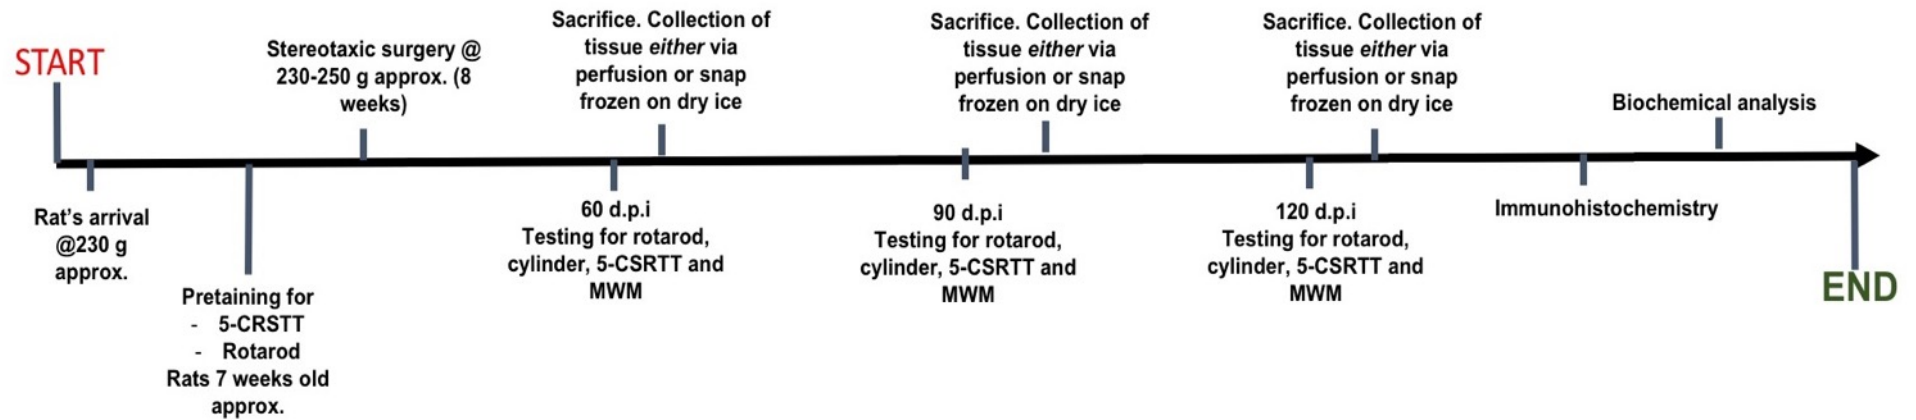 START
Rat's arrival
@230 g
approx.
Pretaining for
- 5-CRSTT
- Rotarod
Rats 7 weeks old
approx.
Stereotaxic surgery @
230-250 g approx. (8
weeks)
60 d.p.i
Testing for rotarod,
cylinder, 5-CSRTT and
MWM
Sacrifice. Collection of
tissue either via
perfusion or snap
frozen on dry ice
90 d.p.i
Testing for rotarod,
cylinder, 5-CSRTT and
MWM
Sacrifice. Collection of
tissue either via
perfusion or snap
frozen on dry ice
120 d.p.i
Testing for rotarod,
cylinder, 5-CSRTT and
MWM
Sacrifice. Collection of
tissue either via
perfusion or snap
frozen on dry ice
Immunohistochemistry
Biochemical analysis
END